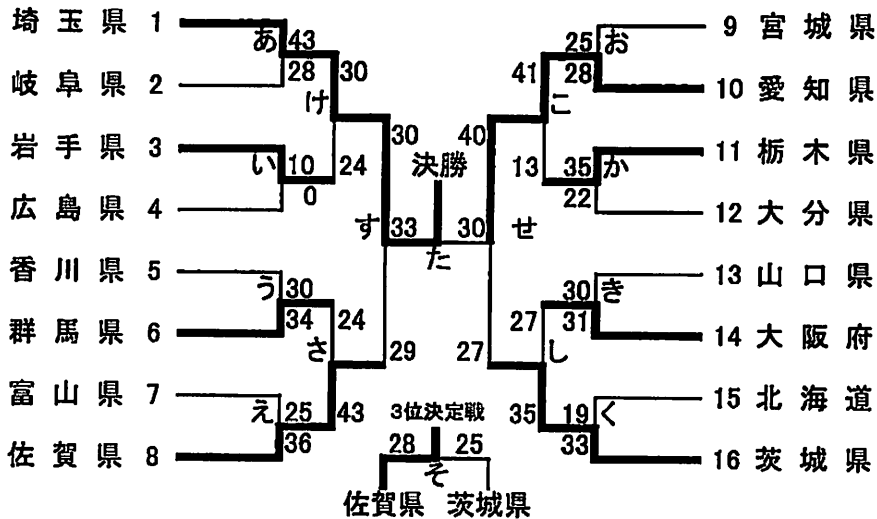 埼玉県 1
あ 43
28 30
岐阜県 2
け
岩手県 3
い 10 24
0
広島県 4
30
す 33
香川県 5
う 30
34 24
群馬県 6
さ
富山県 7
え 25 43
36
佐賀県 8
29
決勝
た
40
30 せ
27
9 宮城県
25 お
41 28
10 愛知県
こ
11 栃木県
13 35 か
22
12 大分県
13 山口県
30 き
27 31
14 大阪府
し
15 北海道
35 19 く
33
16 茨城県
3位決定戦
28 25
そ
佐賀県 茨城県